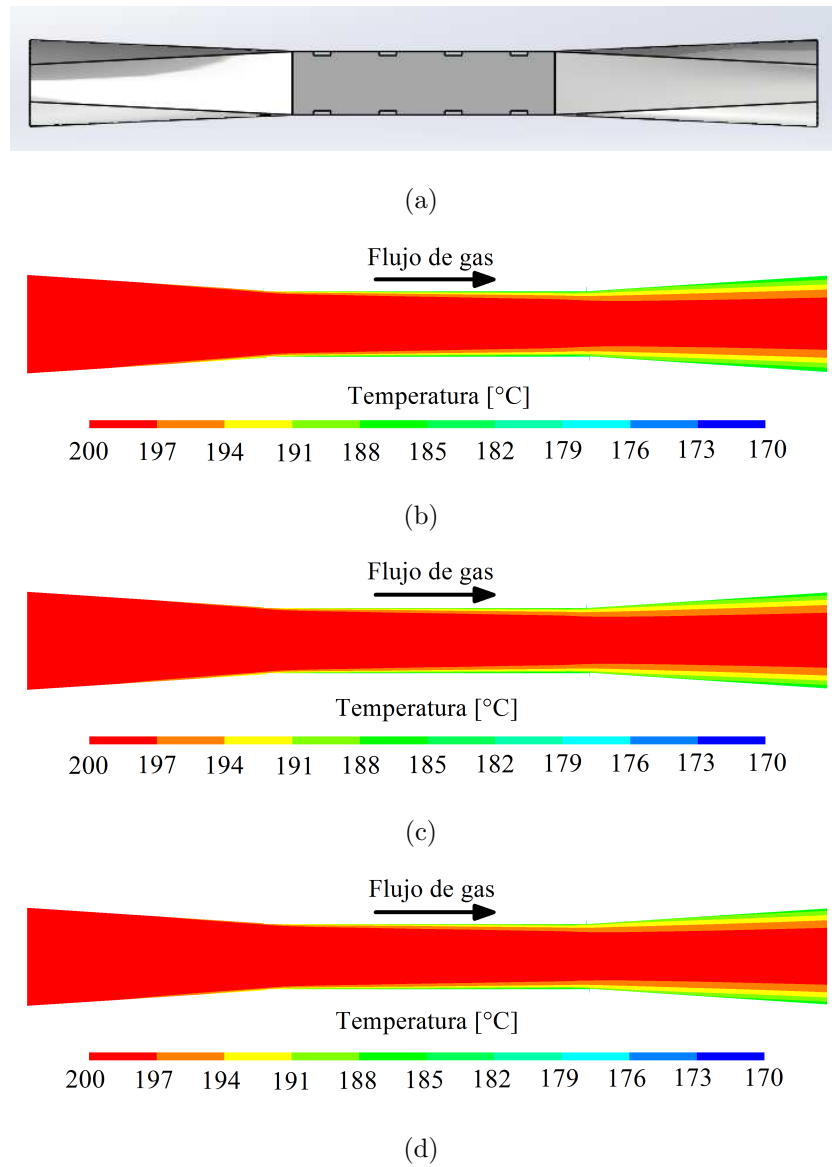 (a)
Flujo de gas
Temperatura [°C]
200 197 194 191 188 185 182 179 176 173 170
(b)
Flujo de gas
Temperatura [°C]
200 197 194 191 188 185 182 179 176 173 170
(c)
Flujo de gas
Temperatura [°C]
200 197 194 191 188 185 182 179 176 173 170
(d)